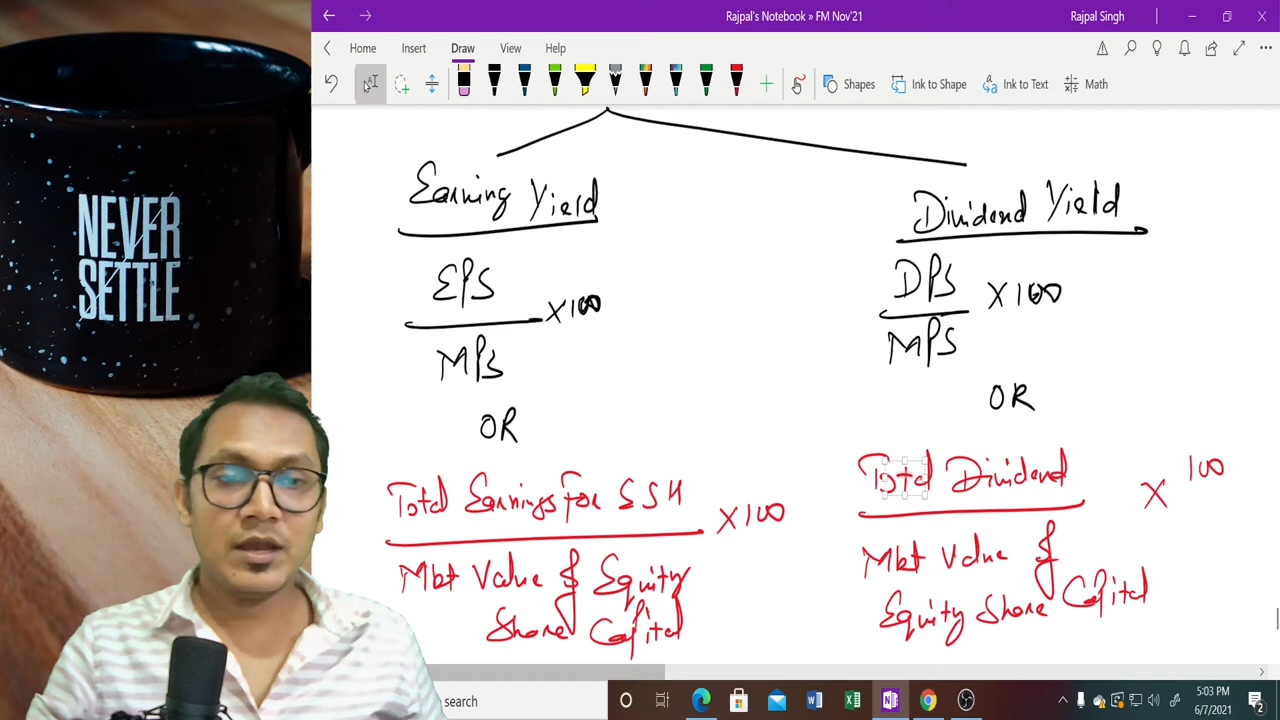 Rajpal's Notebook » FM Nov'21
Rajpal Singh
Home Insert Draw View Help
Shapes Ink to Shape Ink to Text Math
NEVER
SETTLE
Earning Yield
EPS
X100
MPS
OR
Total Earnings For ESH
X100
Mkt Value of Equity
Share Capital
Dividend Yield
DPS
X100
MPS
OR
Total Dividend
X 100
Mkt Value of
Equity Share Capital
search
5:03 PM
6/7/2021
2